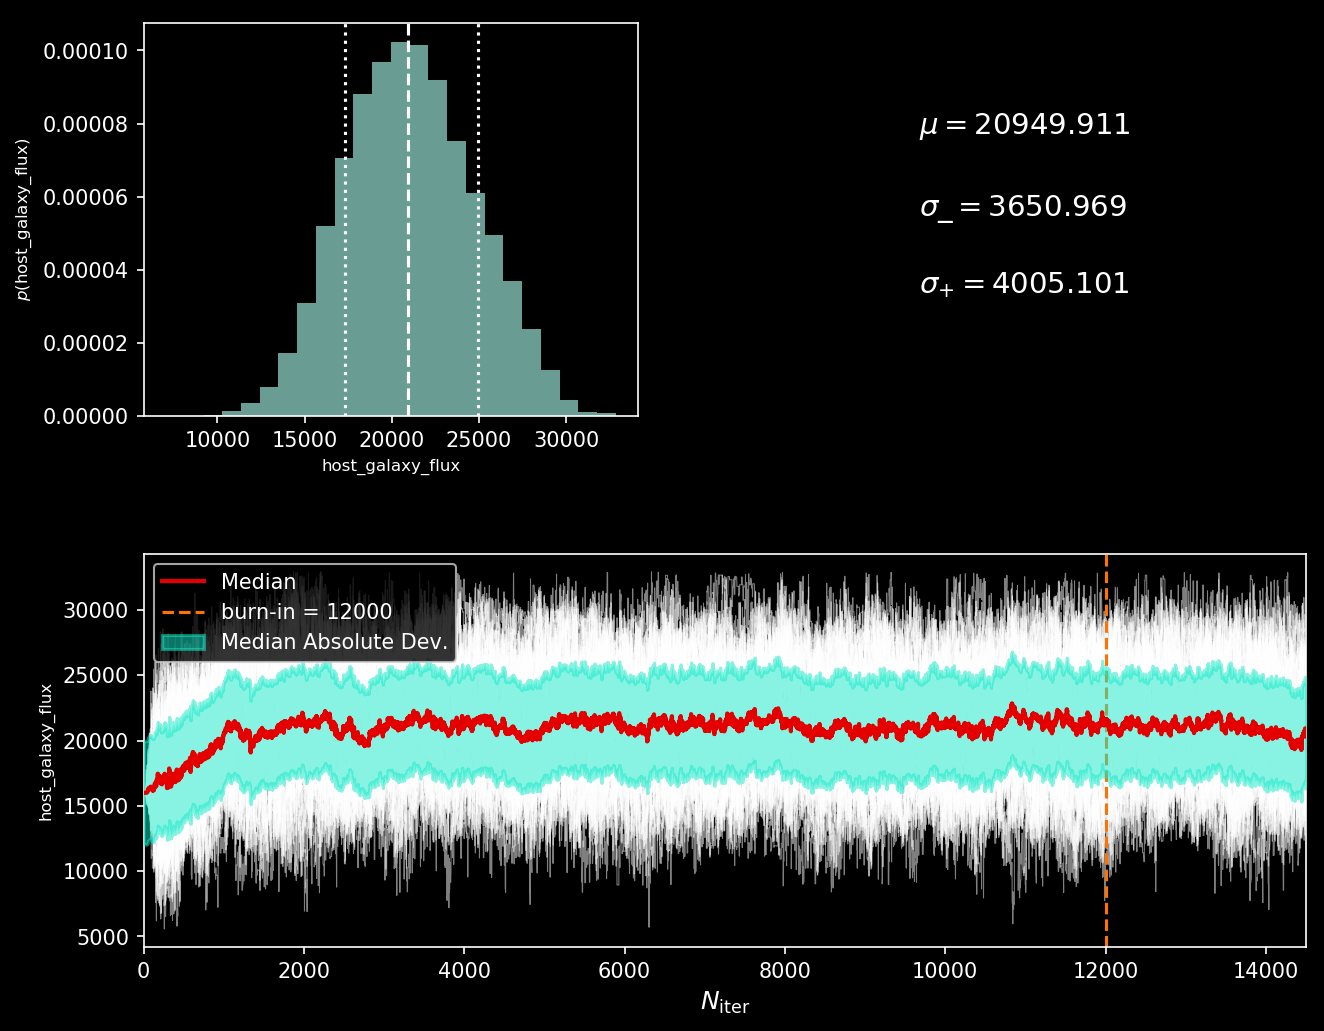 0.00010
0.00008
0.00006
0.00004
0.00002
0.00000
p(host_galaxy_flux)
10000 15000 20000 25000 30000
host_galaxy_flux
μ = 20949.911
σ_ = 3650.969
σ₊ = 4005.101
Median
burn-in = 12000
Median Absolute Dev.
30000
25000
20000
15000
10000
5000
host_galaxy_flux
0 2000 4000 6000 8000 10000 12000 14000
N_iter